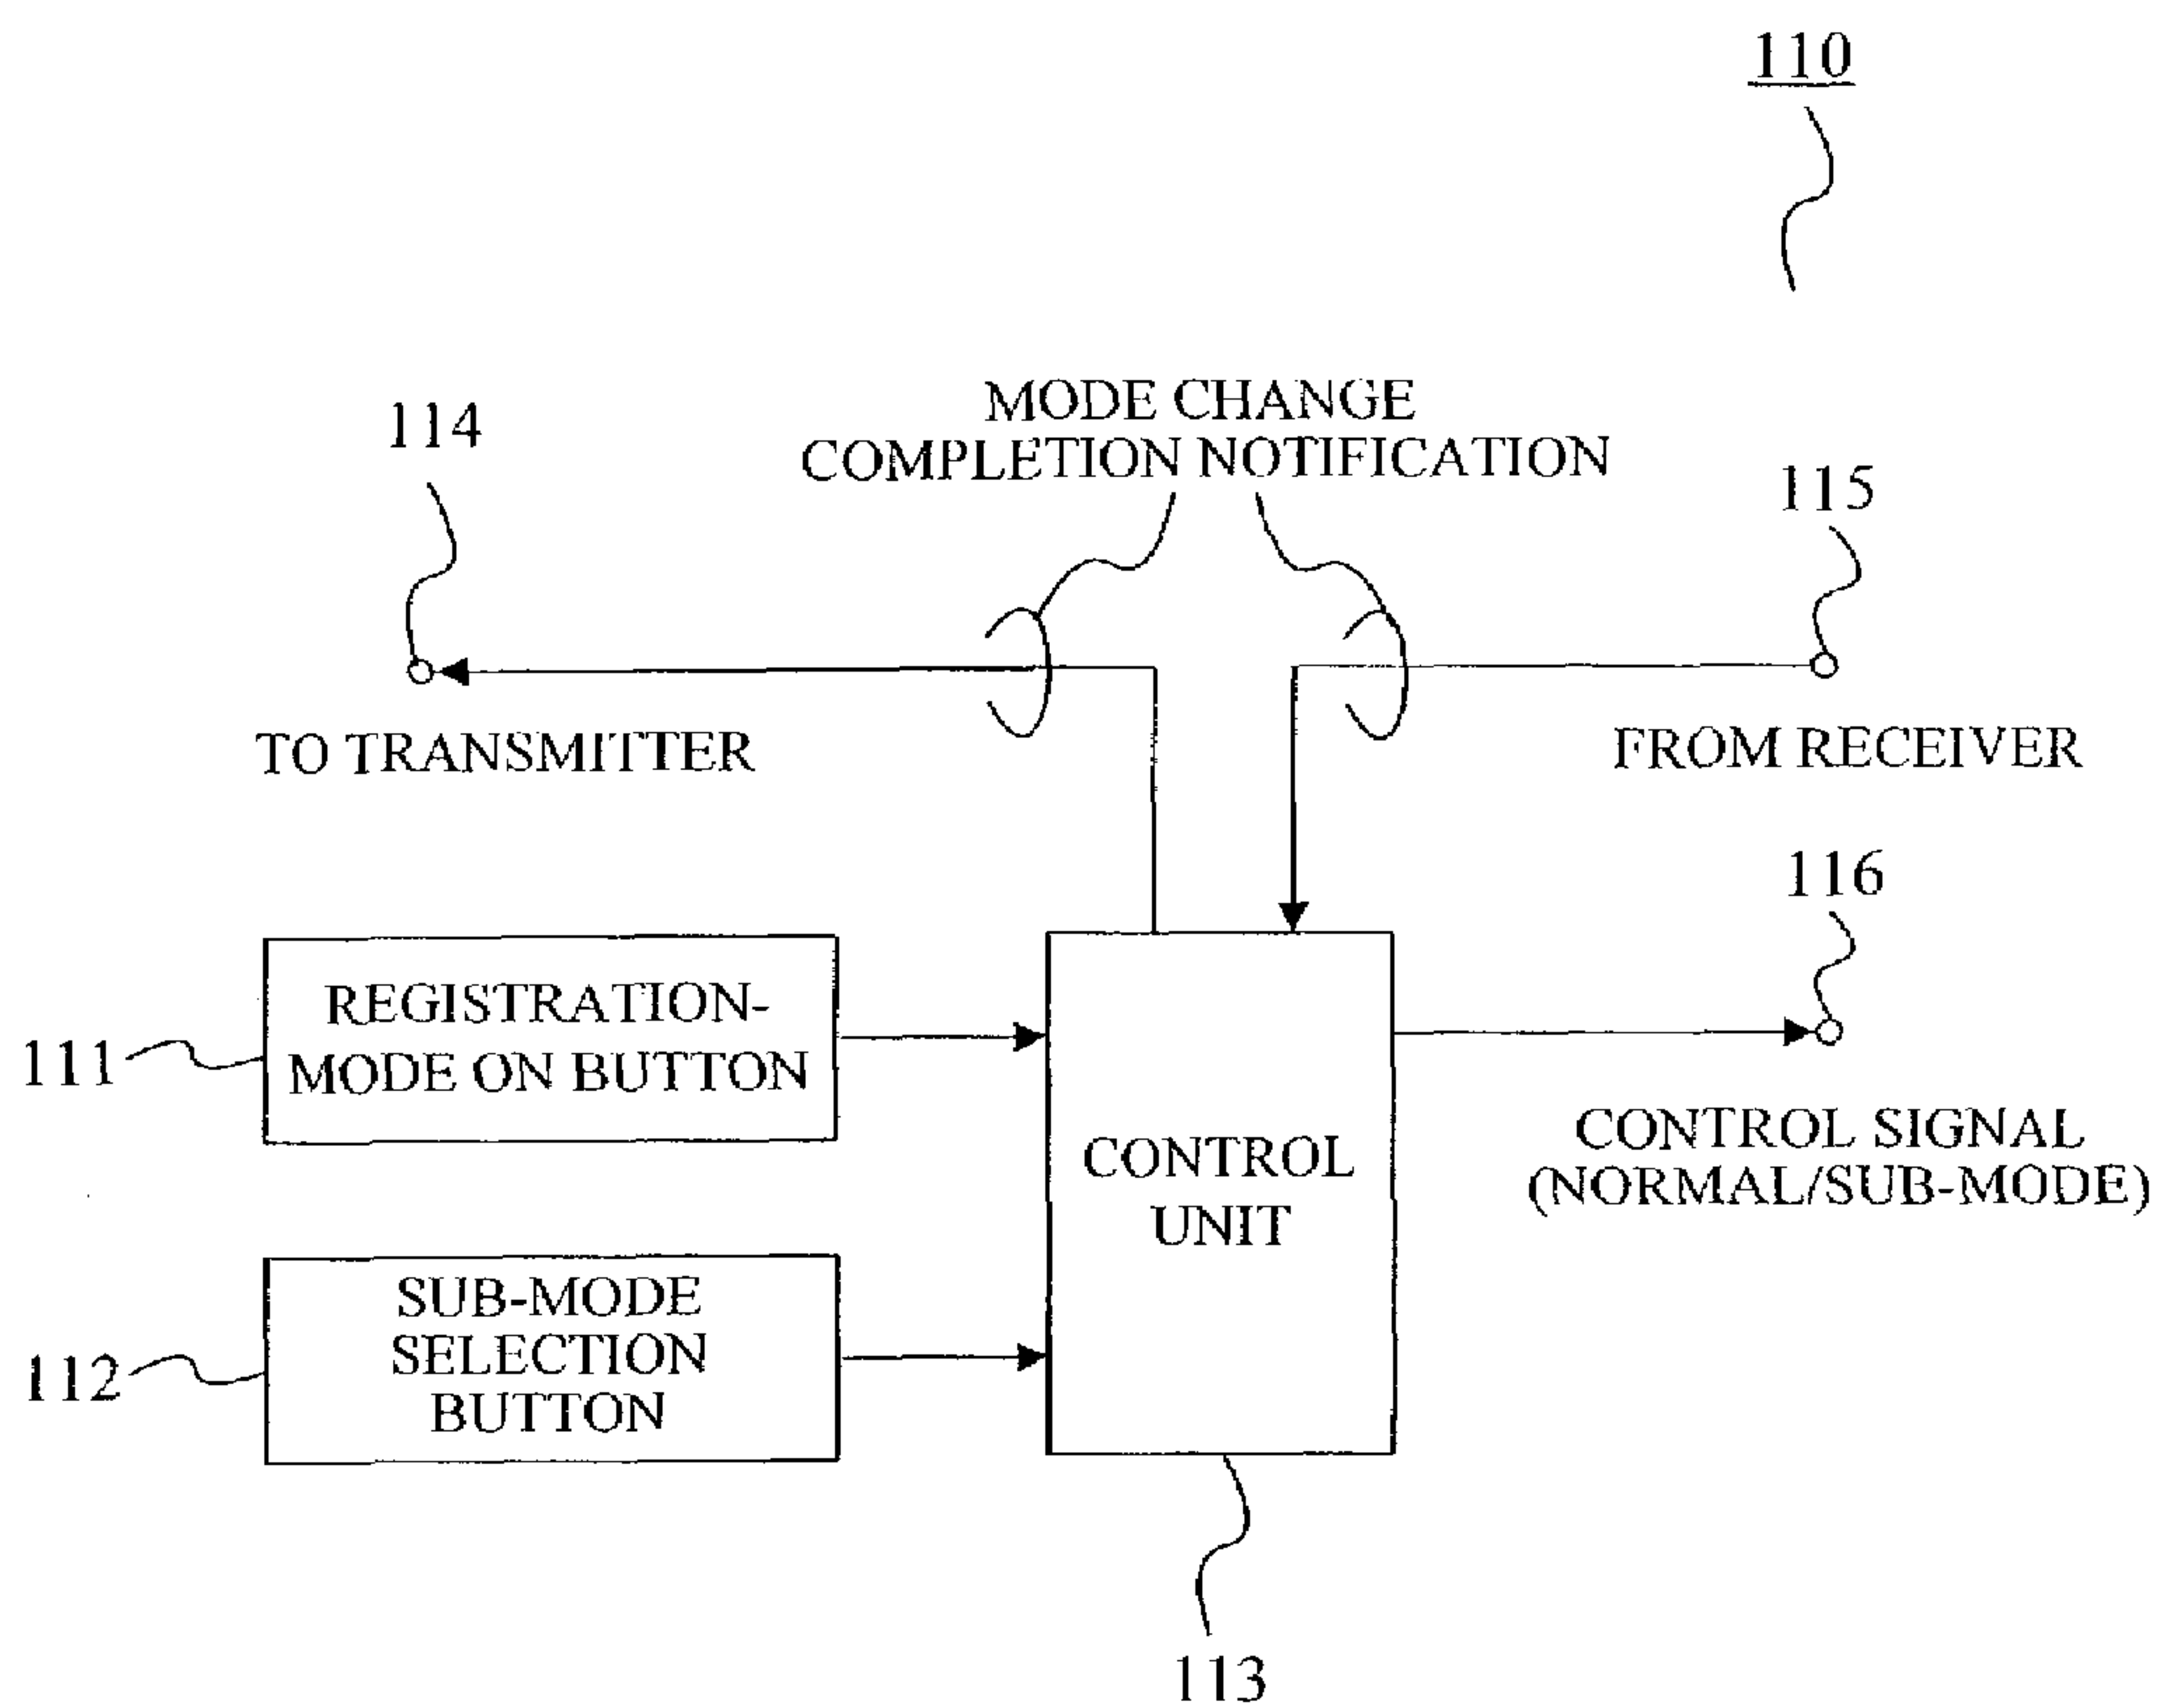 110
MODE CHANGE
COMPLETION NOTIFICATION
114
115
TO TRANSMITTER
FROM RECEIVER
116
REGISTRATION-
MODE ON BUTTON
111
CONTROL
UNIT
CONTROL SIGNAL
(NORMAL/SUB-MODE)
SUB-MODE
SELECTION
BUTTON
112
113